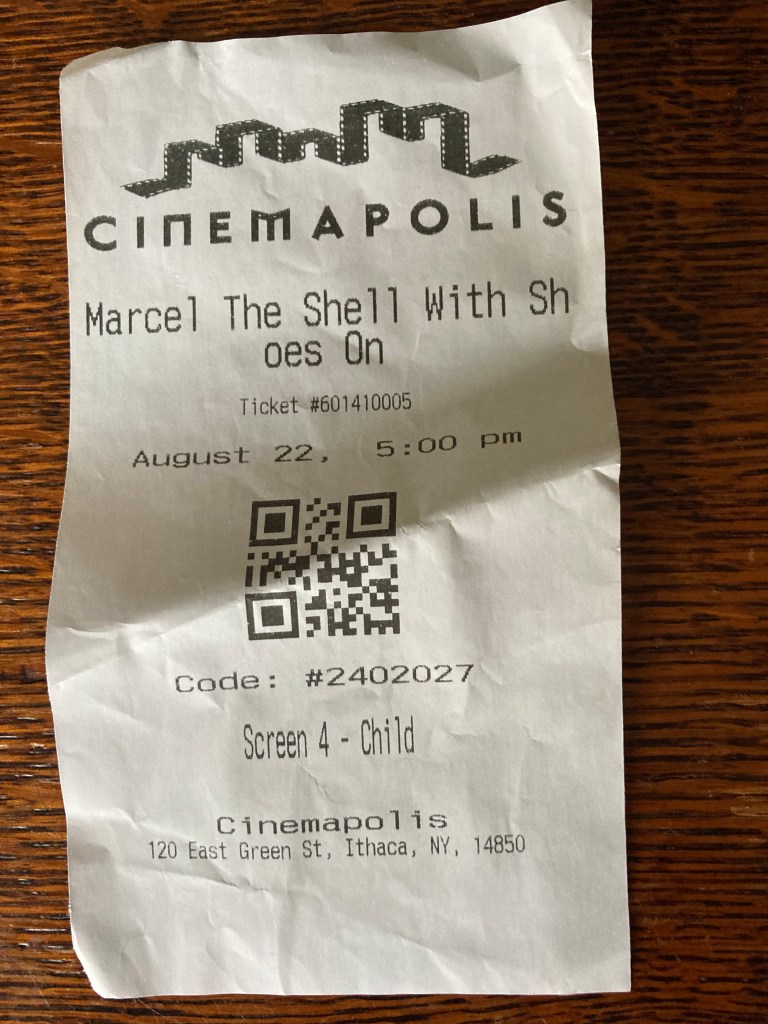 CINEMAPOLIS
Marcel The Shell With Sh
oes On
Ticket #601410005
August 22, 5:00 pm
Code: #2402027
Screen 4 - Child
Cinemapolis
120 East Green St, Ithaca, NY, 14850